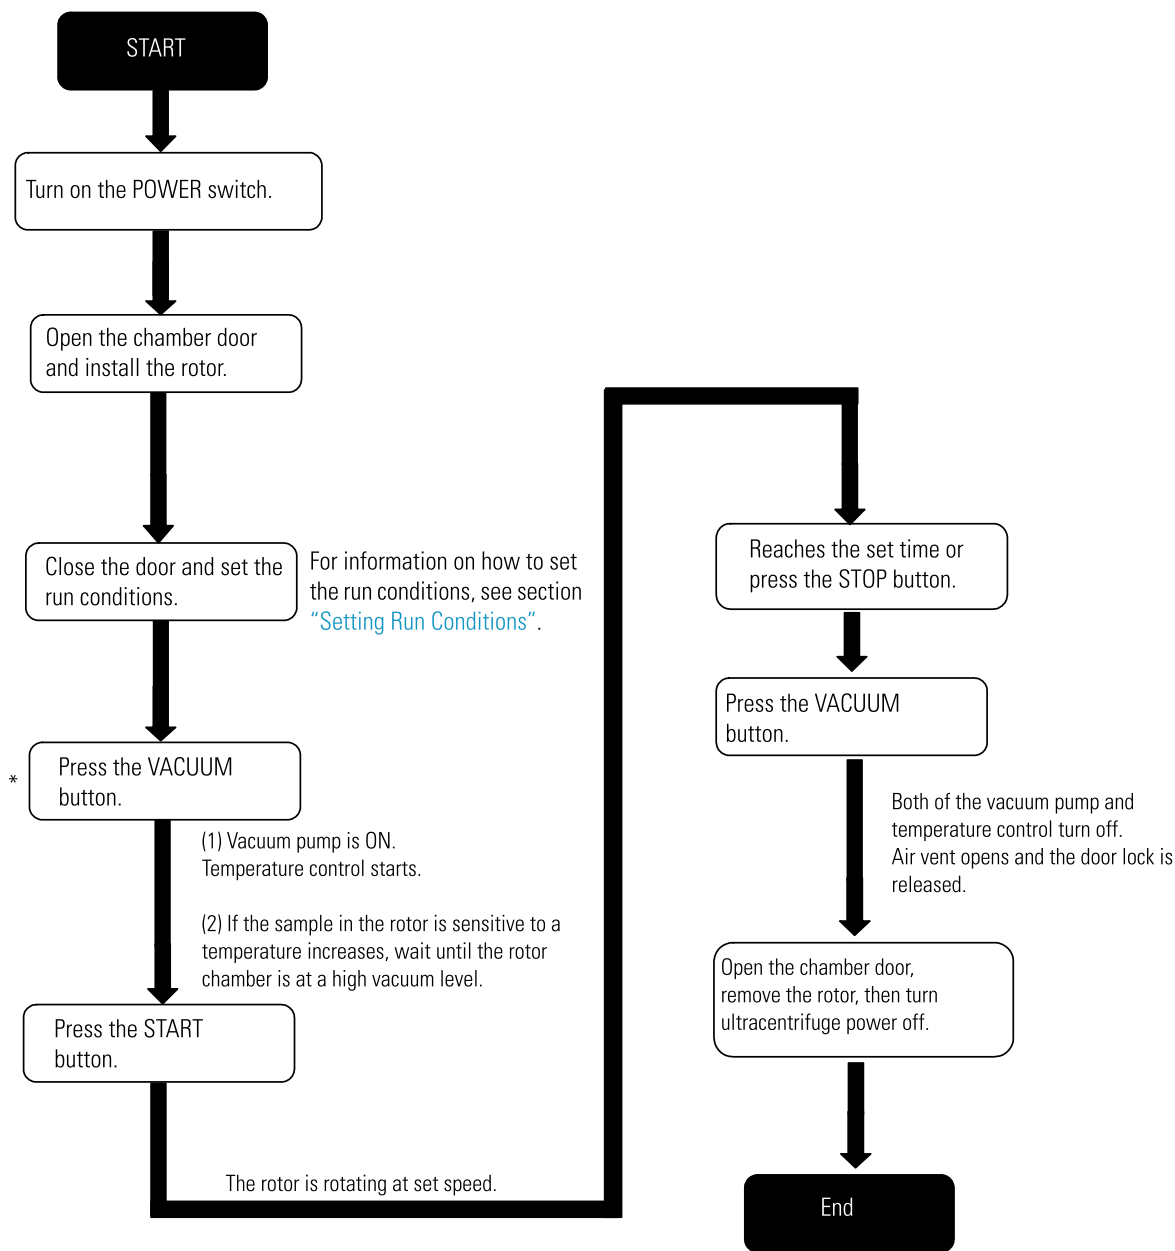 START
Turn on the POWER switch.
Open the chamber door
and install the rotor.
Close the door and set the
run conditions.
For information on how to set
the run conditions, see section
“Setting Run Conditions”.
*
Press the VACUUM
button.
(1) Vacuum pump is ON.
Temperature control starts.
(2) If the sample in the rotor is sensitive to a
temperature increases, wait until the rotor
chamber is at a high vacuum level.
Press the START
button.
The rotor is rotating at set speed.
Reaches the set time or
press the STOP button.
Press the VACUUM
button.
Both of the vacuum pump and
temperature control turn off.
Air vent opens and the door lock is
released.
Open the chamber door,
remove the rotor, then turn
ultracentrifuge power off.
End